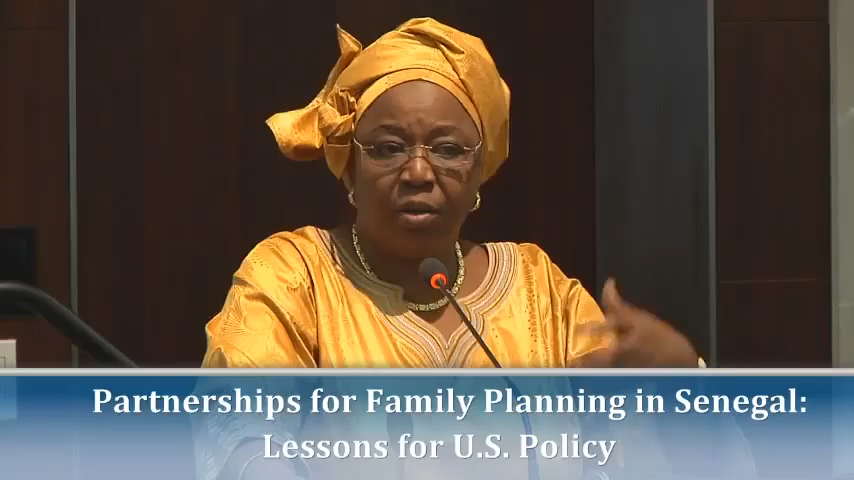 Partnerships for Family Planning in Senegal:
Lessons for U.S. Policy